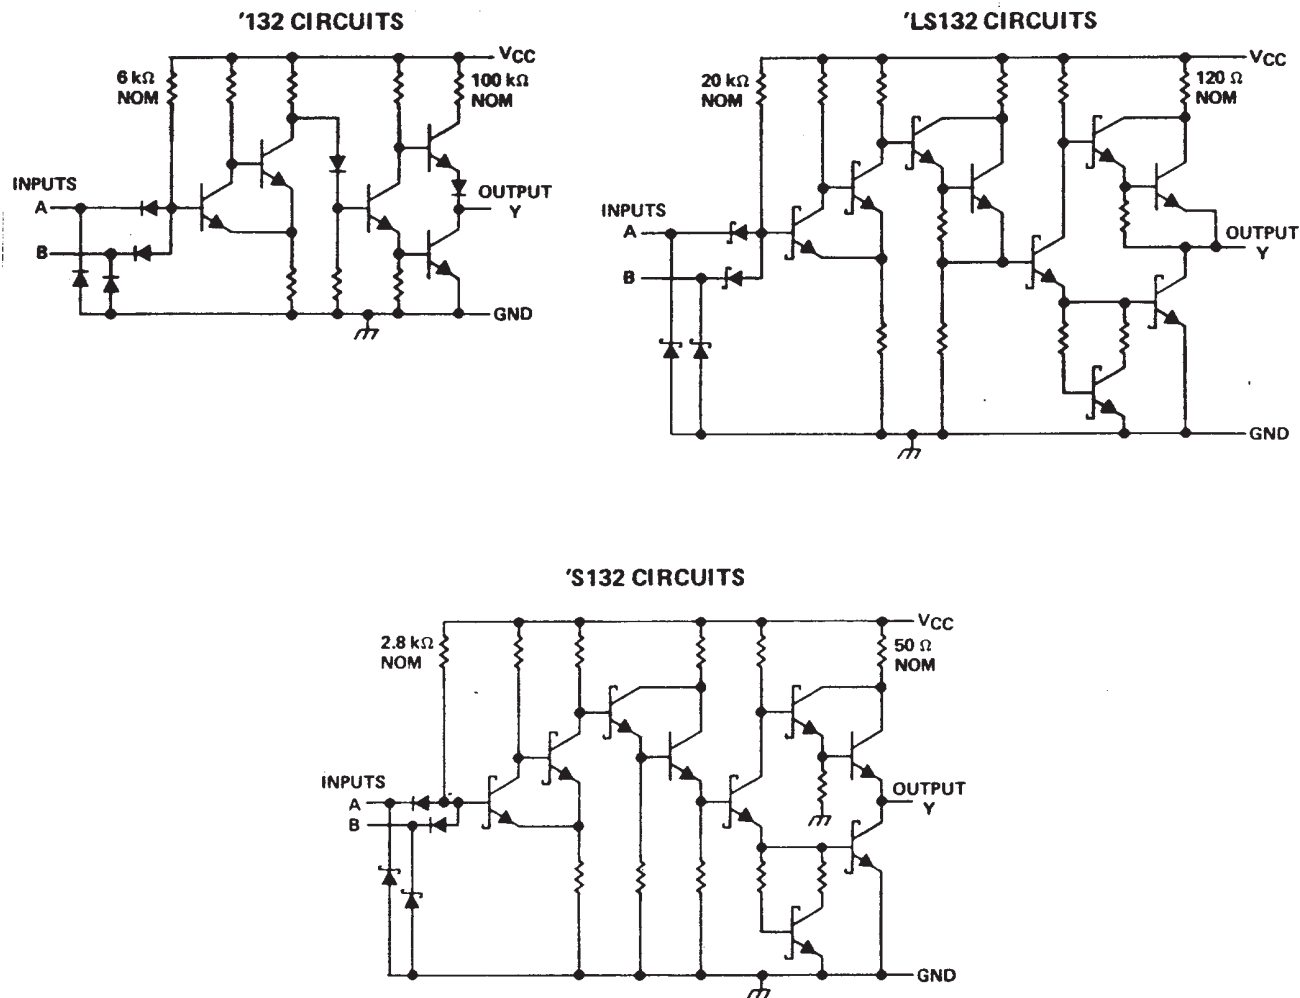 '132 CIRCUITS
VCC
6 kΩ
NOM
100 kΩ
NOM
INPUTS
A
B
OUTPUT
Y
GND
'LS132 CIRCUITS
VCC
20 kΩ
NOM
120 Ω
NOM
INPUTS
A
B
OUTPUT
Y
GND
'S132 CIRCUITS
VCC
2.8 kΩ
NOM
50 Ω
NOM
INPUTS
A
B
OUTPUT
Y
GND